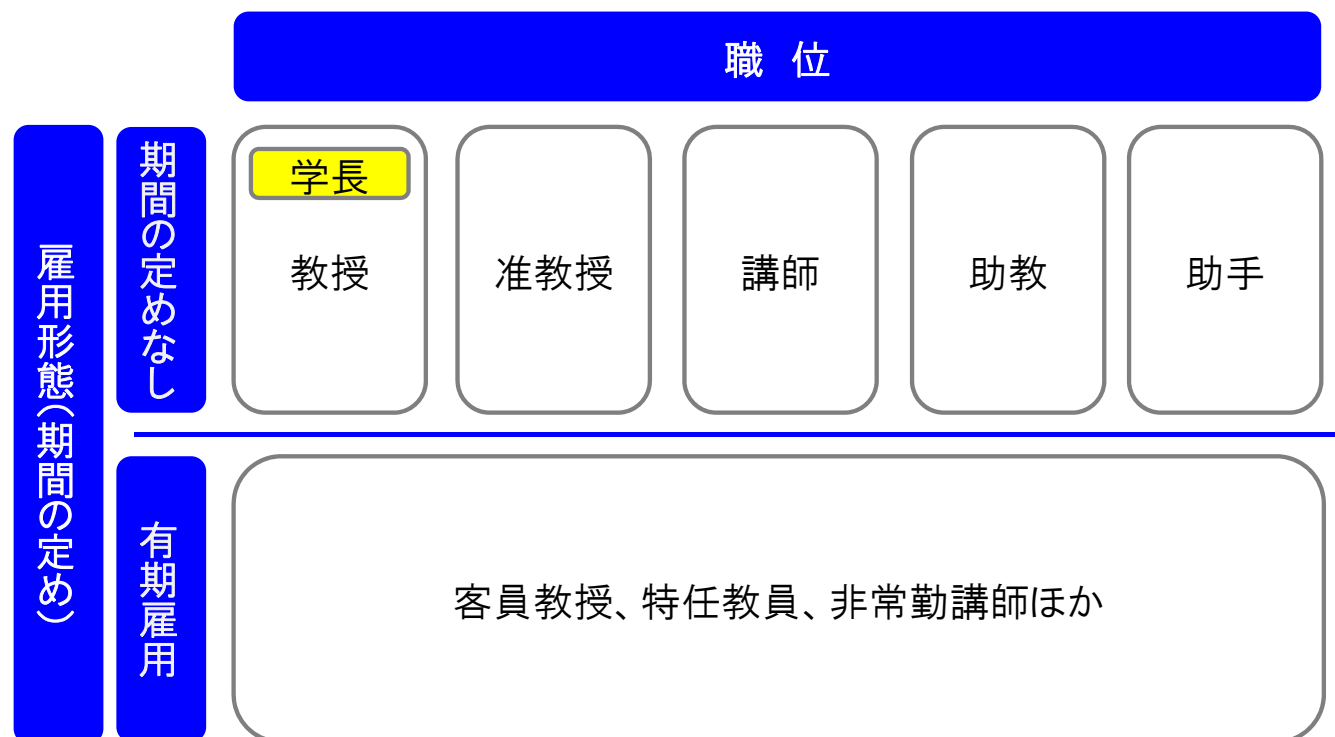 職 位
雇用形態(期間の定め)
期間の定めなし
学長
教授
准教授
講師
助教
助手
有期雇用
客員教授、特任教員、非常勤講師ほか